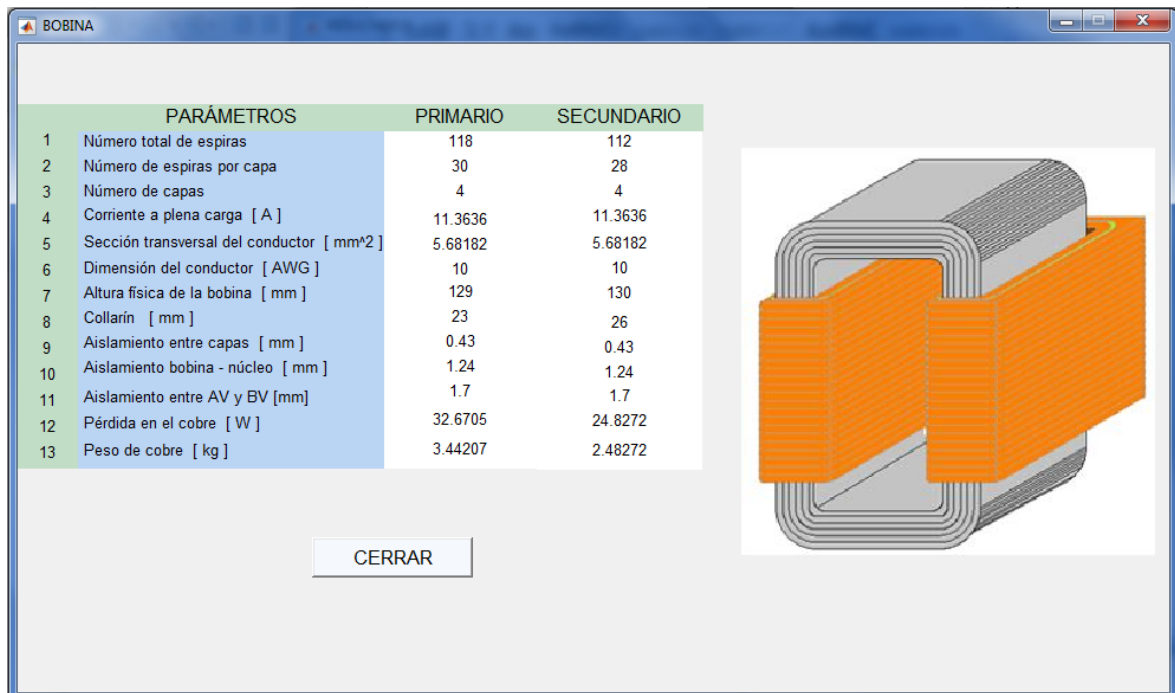 BOBINA
PARÁMETROS PRIMARIO SECUNDARIO
1 Número total de espiras 118 112
2 Número de espiras por capa 30 28
3 Número de capas 4 4
4 Corriente a plena carga [ A ] 11.3636 11.3636
5 Sección transversal del conductor [ mm^2 ] 5.68182 5.68182
6 Dimensión del conductor [ AWG ] 10 10
7 Altura física de la bobina [ mm ] 129 130
8 Collarín [ mm ] 23 26
9 Aislamiento entre capas [ mm ] 0.43 0.43
10 Aislamiento bobina - núcleo [ mm ] 1.24 1.24
11 Aislamiento entre AV y BV [mm] 1.7 1.7
12 Pérdida en el cobre [ W ] 32.6705 24.8272
13 Peso de cobre [ kg ] 3.44207 2.48272
CERRAR